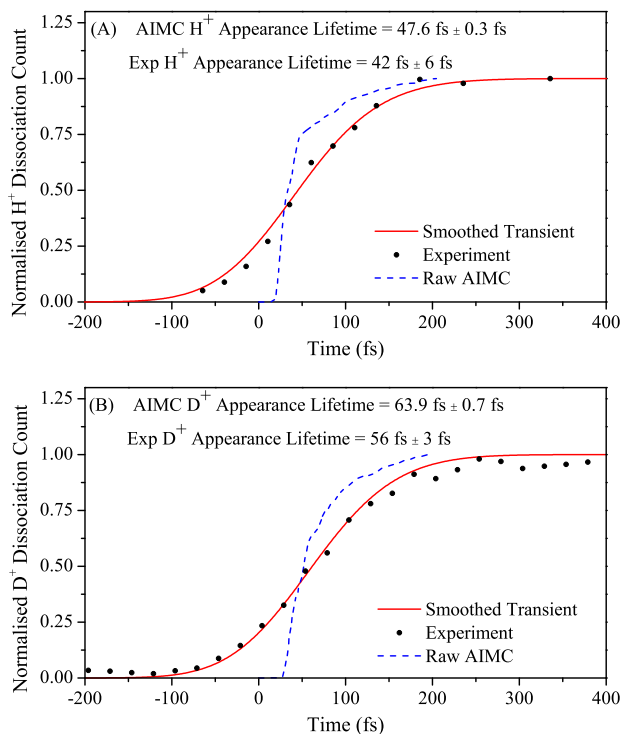 (A) AIMC H⁺ Appearance Lifetime = 47.6 fs ± 0.3 fs
Exp H⁺ Appearance Lifetime = 42 fs ± 6 fs
Normalised H⁺ Dissociation Count
1.25
1.00
0.75
0.50
0.25
0.00
Smoothed Transient
Experiment
Raw AIMC
-200 -100 0 100 200 300 400
Time (fs)
(B) AIMC D⁺ Appearance Lifetime = 63.9 fs ± 0.7 fs
Exp D⁺ Appearance Lifetime = 56 fs ± 3 fs
Normalised D⁺ Dissociation Count
1.25
1.00
0.75
0.50
0.25
0.00
Smoothed Transient
Experiment
Raw AIMC
-200 -100 0 100 200 300 400
Time (fs)